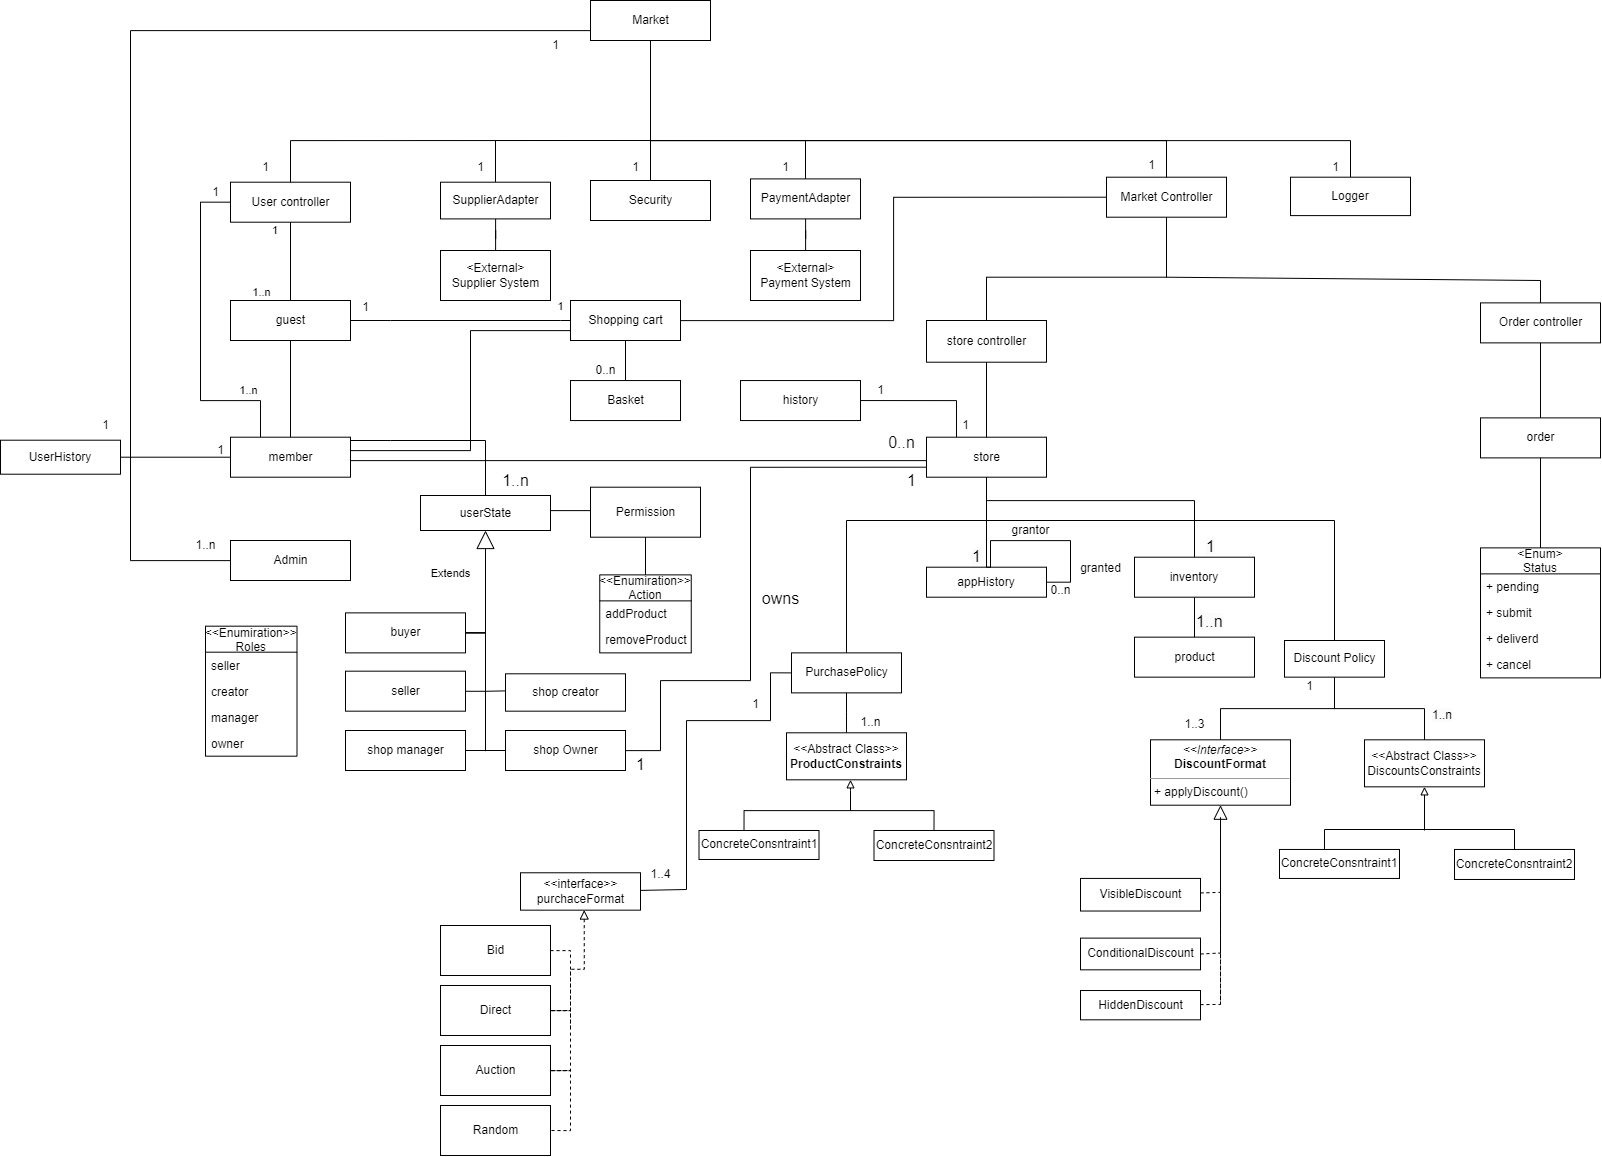 Market
1
1
1
1
1
1
1
User controller
SupplierAdapter
Security
PaymentAdapter
Market Controller
Logger
1
1
<External>
Supplier System
<External>
Payment System
1..n
guest
1
1
Shopping cart
store controller
Order controller
0..n
Basket
history
1
1
1..n
1
UserHistory
1
member
0..n
store
1
order
1..n
userState
Permission
Extends
1..n
Admin
grantor
1
appHistory
granted
0..n
1
inventory
<Enum>
Status
+ pending
+ submit
+ deliverd
+ cancel
<<Enumiration>>
Action
addProduct
removeProduct
owns
1..n
product
buyer
<<Enumiration>>
Roles
seller
creator
manager
owner
seller
shop creator
shop manager
shop Owner
1
PurchasePolicy
1
Discount Policy
1
1..n
<<Abstract Class>>
ProductConstraints
1..3
1..n
<<Interface>>
DiscountFormat
+ applyDiscount()
<<Abstract Class>>
DiscountsConstraints
ConcreteConsntraint1
ConcreteConsntraint2
ConcreteConsntraint1
ConcreteConsntraint2
1..4
<<interface>>
purchaceFormat
VisibleDiscount
ConditionalDiscount
HiddenDiscount
Bid
Direct
Auction
Random